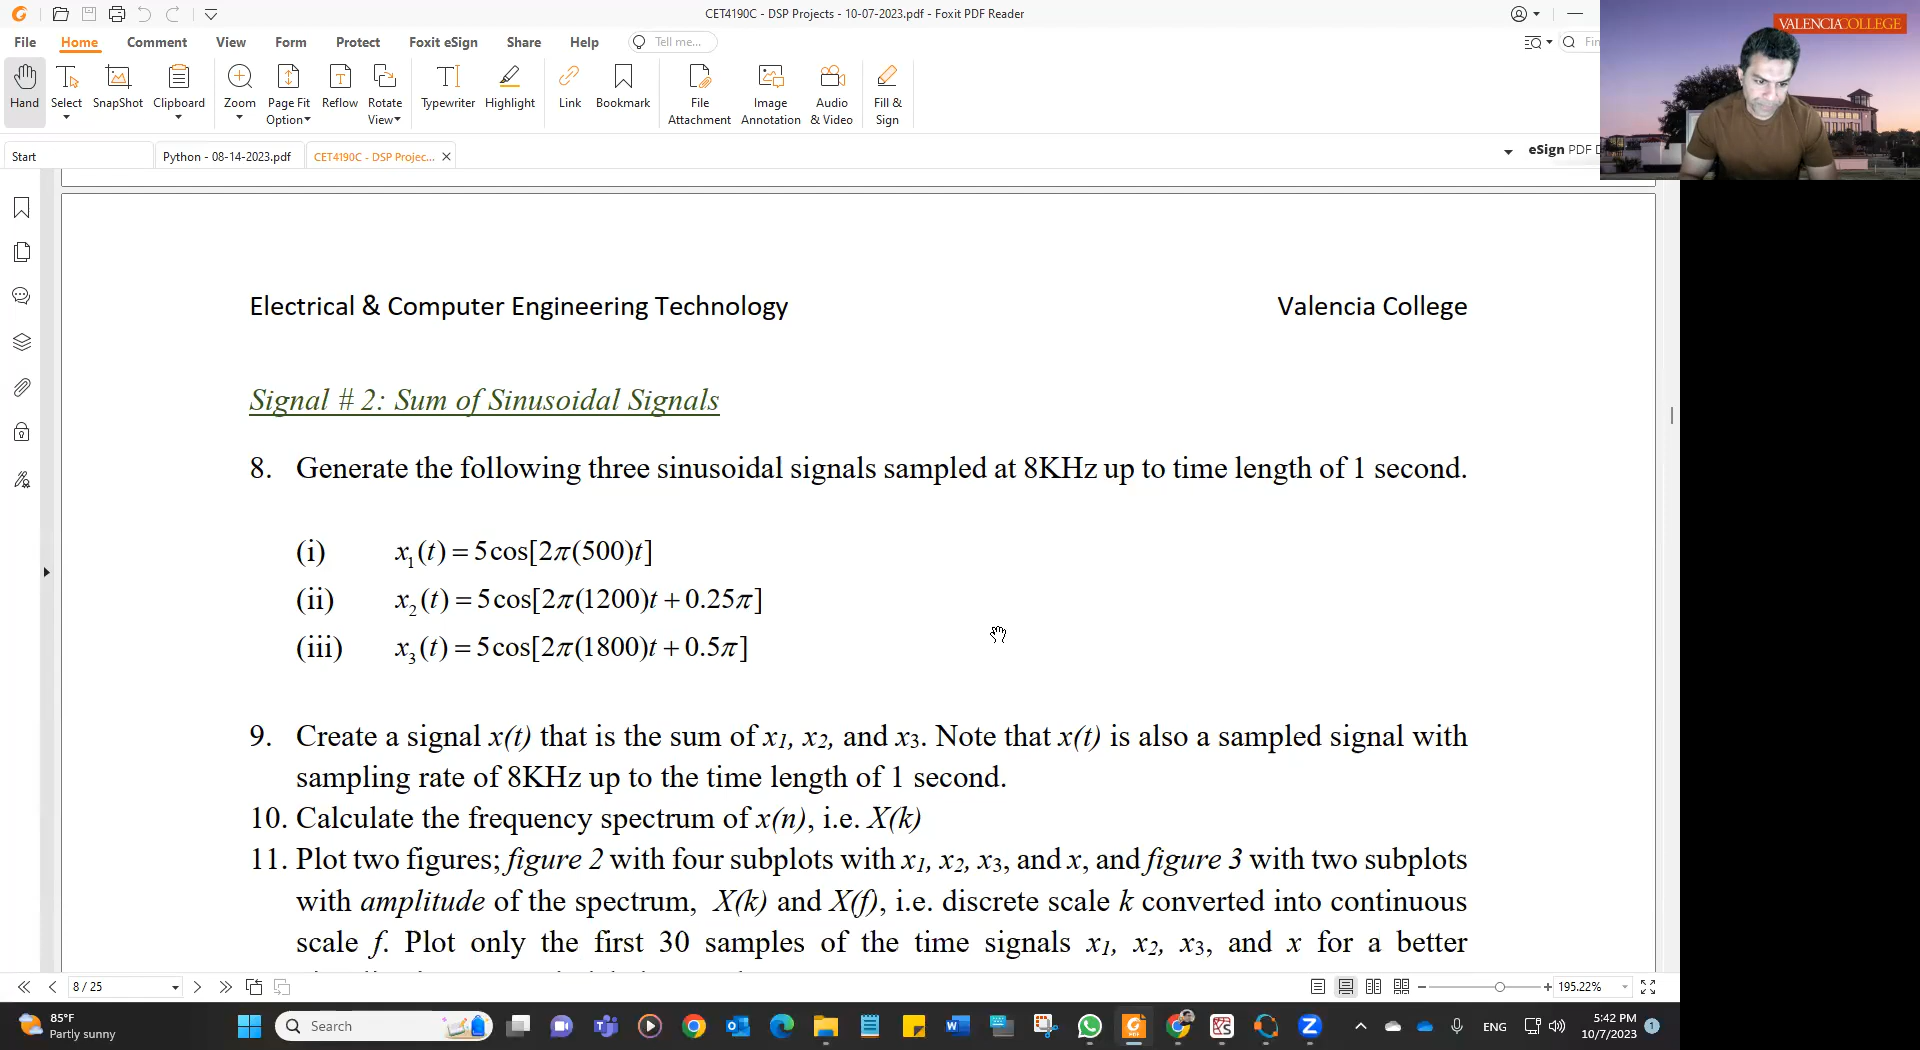 CET4190C - DSP Projects - 10-07-2023.pdf - Foxit PDF Reader
VALENCIACOLLEGE
File Home Comment View Form Protect Foxit eSign Share Help Tell me... Fin
Hand Select SnapShot Clipboard Zoom Page Fit Option Reflow Rotate View Typewriter Highlight Link Bookmark File Attachment Image Annotation Audio & Video Fill & Sign
Start Python - 08-14-2023.pdf CET4190C - DSP Projec... eSign PDF
Electrical & Computer Engineering Technology Valencia College
Signal # 2: Sum of Sinusoidal Signals
8. Generate the following three sinusoidal signals sampled at 8KHz up to time length of 1 second.
(i) x₁(t) = 5cos[2π(500)t]
(ii) x₂(t) = 5cos[2π(1200)t + 0.25π]
(iii) x₃(t) = 5cos[2π(1800)t + 0.5π]
9. Create a signal x(t) that is the sum of x₁, x₂, and x₃. Note that x(t) is also a sampled signal with
sampling rate of 8KHz up to the time length of 1 second.
10. Calculate the frequency spectrum of x(n), i.e. X(k)
11. Plot two figures; figure 2 with four subplots with x₁, x₂, x₃, and x, and figure 3 with two subplots
with amplitude of the spectrum, X(k) and X(f), i.e. discrete scale k converted into continuous
scale f. Plot only the first 30 samples of the time signals x₁, x₂, x₃, and x for a better
8 / 25 195.22%
85°F
Partly sunny
Search
ENG
5:42 PM
10/7/2023
1